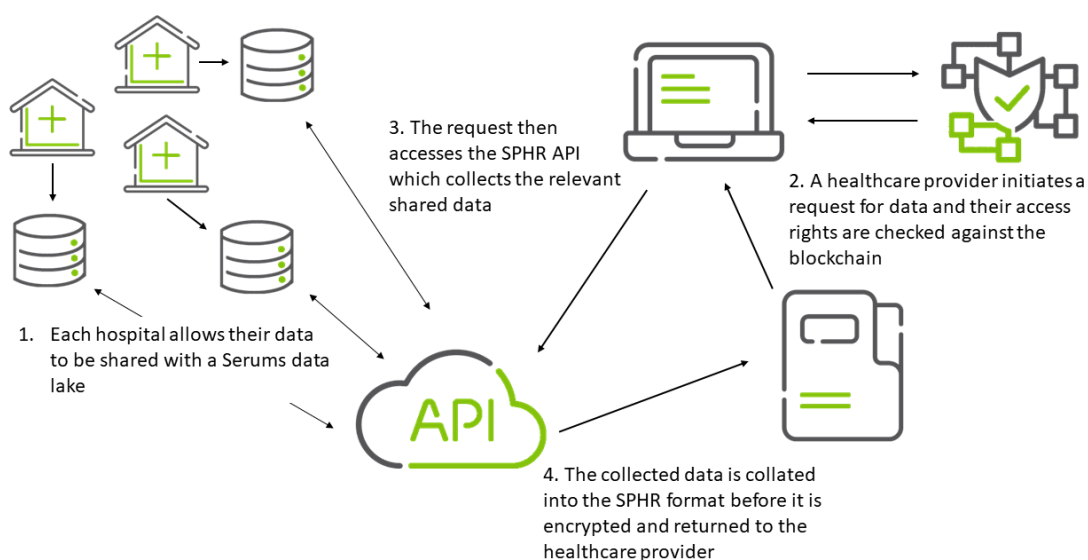 3. The request then
accesses the SPHR API
which collects the relevant
shared data
2. A healthcare provider initiates a
request for data and their access
rights are checked against the
blockchain
1. Each hospital allows their data
to be shared with a Serums data
lake
API
4. The collected data is collated
into the SPHR format before it is
encrypted and returned to the
healthcare provider